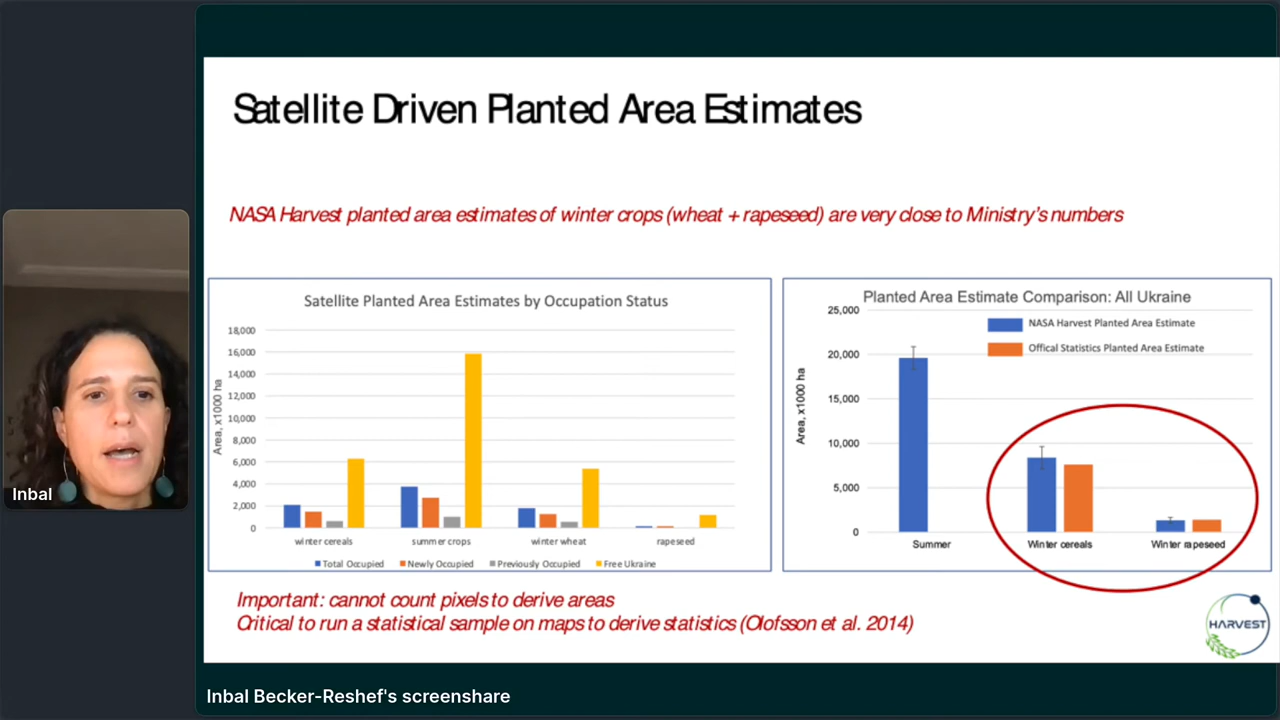 Satellite Driven Planted Area Estimates
NASA Harvest planted area estimates of winter crops (wheat + rapeseed) are very close to Ministry's numbers
Satellite Planted Area Estimates by Occupation Status
18,000
16,000
14,000
12,000
10,000
8,000
6,000
4,000
2,000
0
Area, x1000 ha
winter cereals
summer crops
winter wheat
rapeseed
Total Occupied
Newly Occupied
Previously Occupied
Free Ukraine
Planted Area Estimate Comparison: All Ukraine
25,000
20,000
15,000
10,000
5,000
0
Area, x1000 ha
NASA Harvest Planted Area Estimate
Offical Statistics Planted Area Estimate
Summer
Winter cereals
Winter rapeseed
Important: cannot count pixels to derive areas
Critical to run a statistical sample on maps to derive statistics (Olofsson et al. 2014)
HARVEST
Inbal
Inbal Becker-Reshef's screenshare